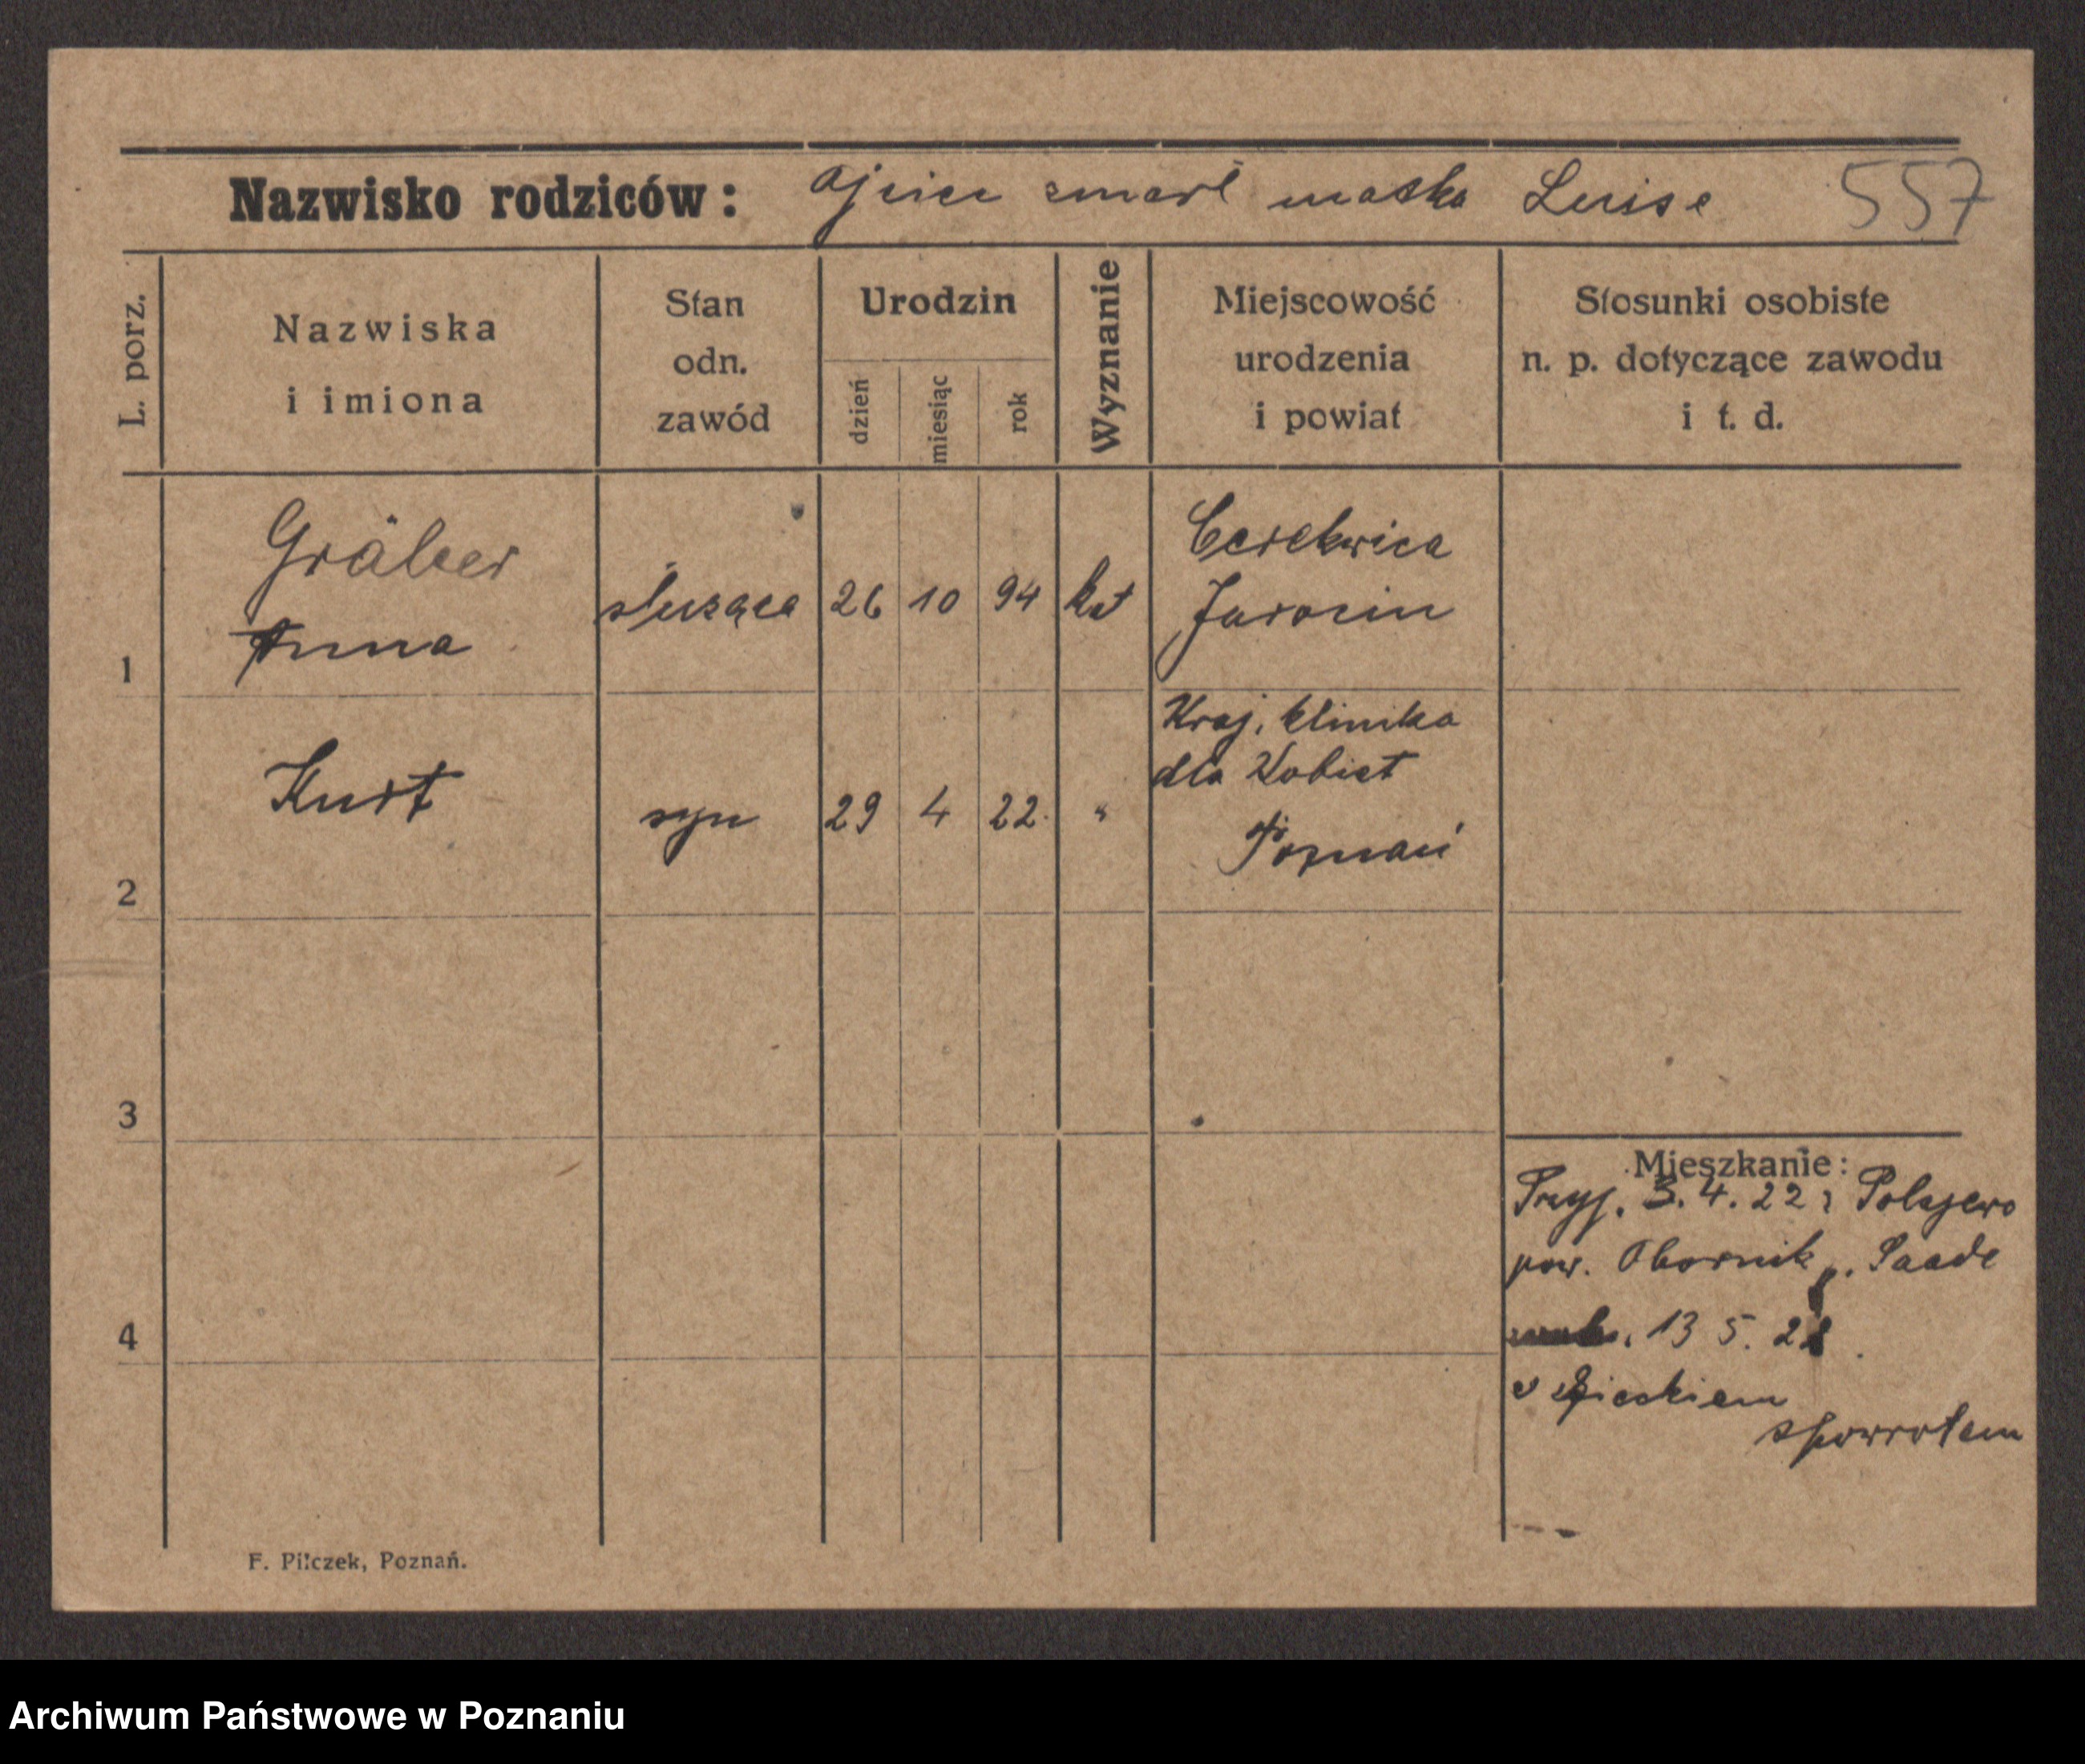 Nazwisko rodziców: Ojciec zmarł matka Luise 557
L. porz.
Nazwiska
i imiona
Stan
odn.
zawód
Urodzin
dzień
miesiąc
rok
Wyznanie
Miejscowość
urodzenia
i powiat
Stosunki osobiste
n. p. dotyczące zawodu
i t. d.
1
Gräber
Anna
służąca 26 10 94 kat
Cerekwica
Jarocin
2
Kurt
syn 29 4 22 "
Kraj. klinika
dla Kobiet
Poznań
3
Mieszkanie:
Przyj. 3.4.22 z Połajewo
pow. Obornik
4
13 5. 22
spowrotem
F. Pilczek, Poznań.
Archiwum Państwowe w Poznaniu